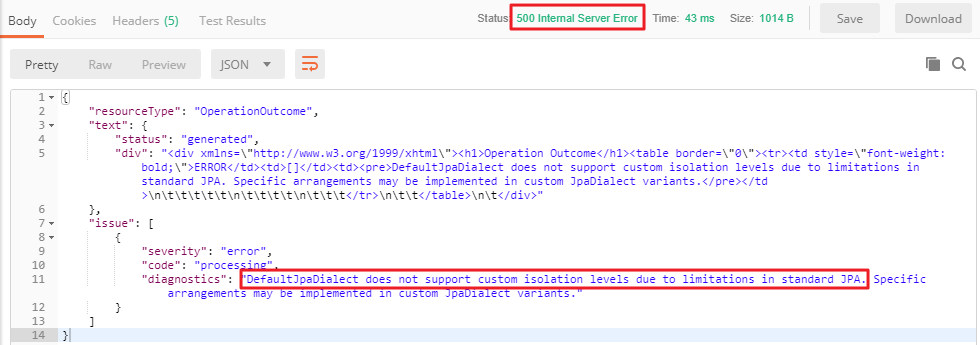 Body Cookies Headers (5) Test Results Status: 500 Internal Server Error Time: 43 ms Size: 1014 B Save Download
Pretty Raw Preview JSON
1 {
2 "resourceType": "OperationOutcome",
3 "text": {
4 "status": "generated",
5 "div": "<div xmlns=\"http://www.w3.org/1999/xhtml\"><h1>Operation Outcome</h1><table border=\"0\"><tr><td style=\"font-weight:
bold;\">ERROR</td><td>[]</td><td><pre>DefaultJpaDialect does not support custom isolation levels due to limitations in
standard JPA. Specific arrangements may be implemented in custom JpaDialect variants.</pre></td
>\n\t\t\t\t\t\n\t\t\t\t\n\t\t\t</tr>\n\t\t</table>\n\t</div>"
6 },
7 "issue": [
8 {
9 "severity": "error",
10 "code": "processing",
11 "diagnostics": "DefaultJpaDialect does not support custom isolation levels due to limitations in standard JPA. Specific
arrangements may be implemented in custom JpaDialect variants."
12 }
13 ]
14 }